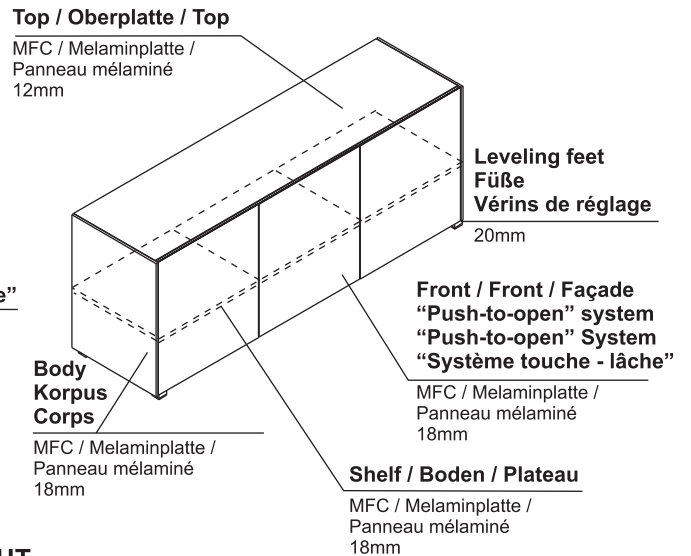 Top / Oberplatte / Top
MFC / Melaminplatte /
Panneau mélaminé
12mm
Leveling feet
Füße
Vérins de réglage
20mm
e”
Front / Front / Façade
“Push-to-open” system
“Push-to-open” System
“Système touche - lâche”
MFC / Melaminplatte /
Panneau mélaminé
18mm
Body
Korpus
Corps
MFC / Melaminplatte /
Panneau mélaminé
18mm
Shelf / Boden / Plateau
MFC / Melaminplatte /
Panneau mélaminé
18mm